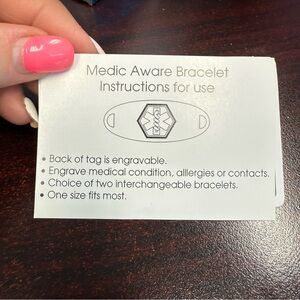 Medic Aware Bracelet
Instructions for use
• Back of tag is engravable.
• Engrave medical condition, alllergies or contacts.
• Choice of two interchangeable bracelets.
• One size fits most.